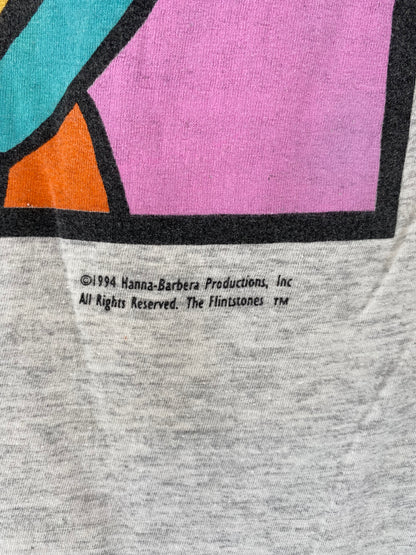 ©1994 Hanna-Barbera Productions, Inc
All Rights Reserved. The Flintstones TM